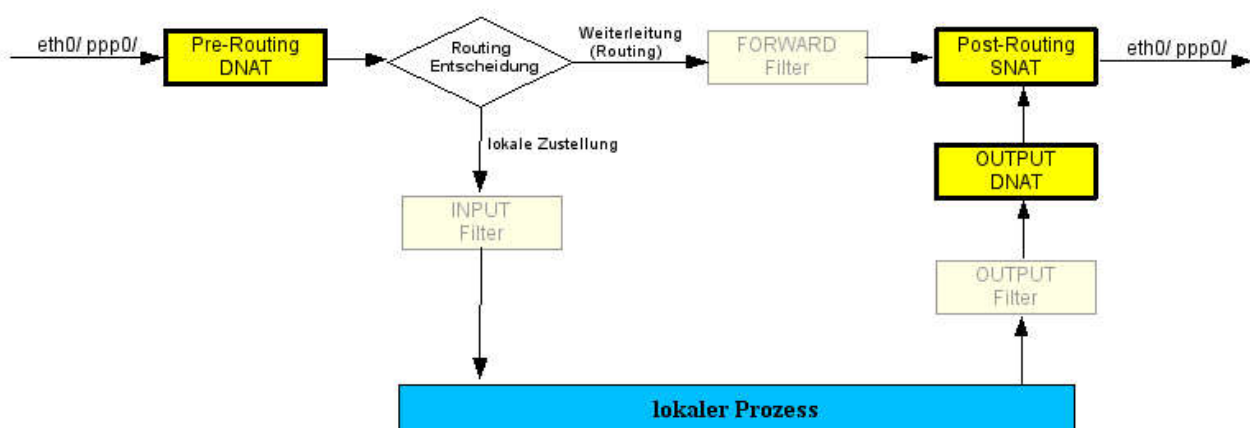 eth0/ ppp0/
Pre-Routing
DNAT
Routing
Entscheidung
Weiterleitung
(Routing)
FORWARD
Filter
Post-Routing
SNAT
eth0/ ppp0/
lokale Zustellung
OUTPUT
DNAT
INPUT
Filter
OUTPUT
Filter
lokaler Prozess